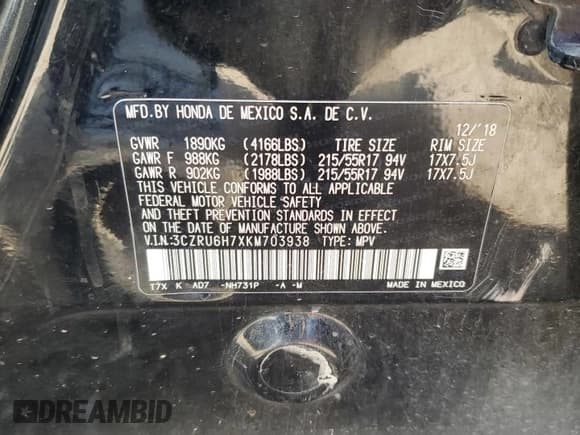 MFD.BY HONDA DE MEXICO S.A. DE C.V.
12/'18
GVWR 1890KG (4166LBS) TIRE SIZE RIM SIZE
GAWR F 988KG (2178LBS) 215/55R17 94V 17X7.5J
GAWR R 902KG (1988LBS) 215/55R17 94V 17X7.5J
THIS VEHICLE CONFORMS TO ALL APPLICABLE
FEDERAL MOTOR VEHICLE SAFETY
AND THEFT PREVENTION STANDARDS IN EFFECT
ON THE DATE OF MANUFACTURE SHOWN ABOVE.
V.I.N:3CZRU6H7XKM703938 TYPE: MPV
T7X K AD7 -NH731P -A -M MADE IN MEXICO
DREAMBID